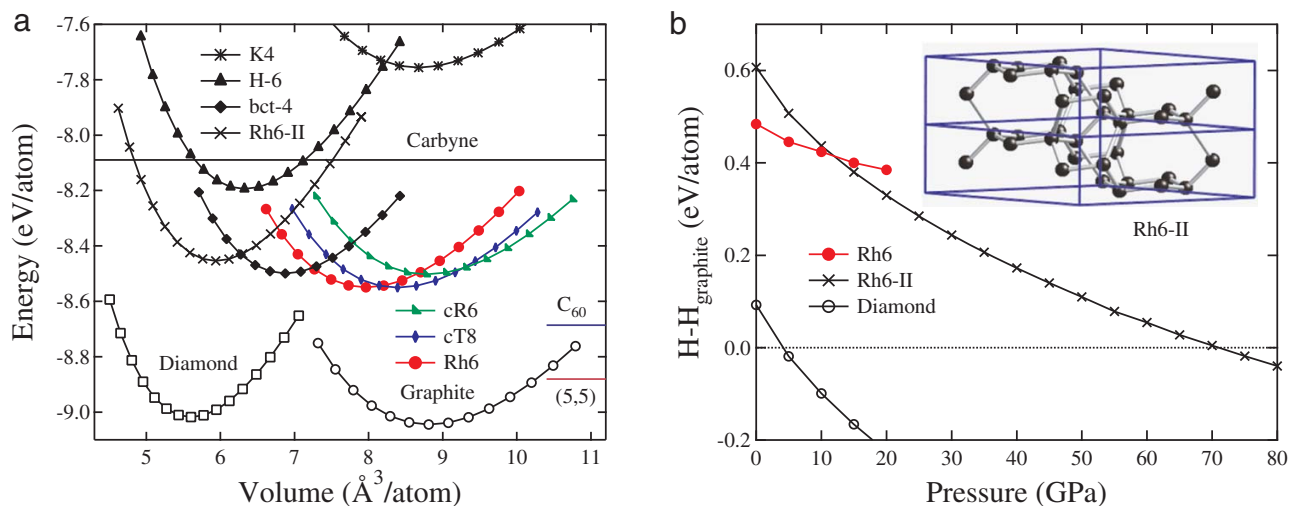 a
-7.6
-7.8
-8.0
-8.2
-8.4
-8.6
-8.8
-9.0
Energy (eV/atom)
K4
H-6
bct-4
Rh6-II
Carbyne
cR6
cT8
Rh6
C60
Diamond
Graphite
(5,5)
5 6 7 8 9 10 11
Volume (Å3/atom)
b
0.6
0.4
0.2
0.0
-0.2
H-Hgraphite (eV/atom)
Rh6-II
Rh6
Rh6-II
Diamond
0 10 20 30 40 50 60 70 80
Pressure (GPa)